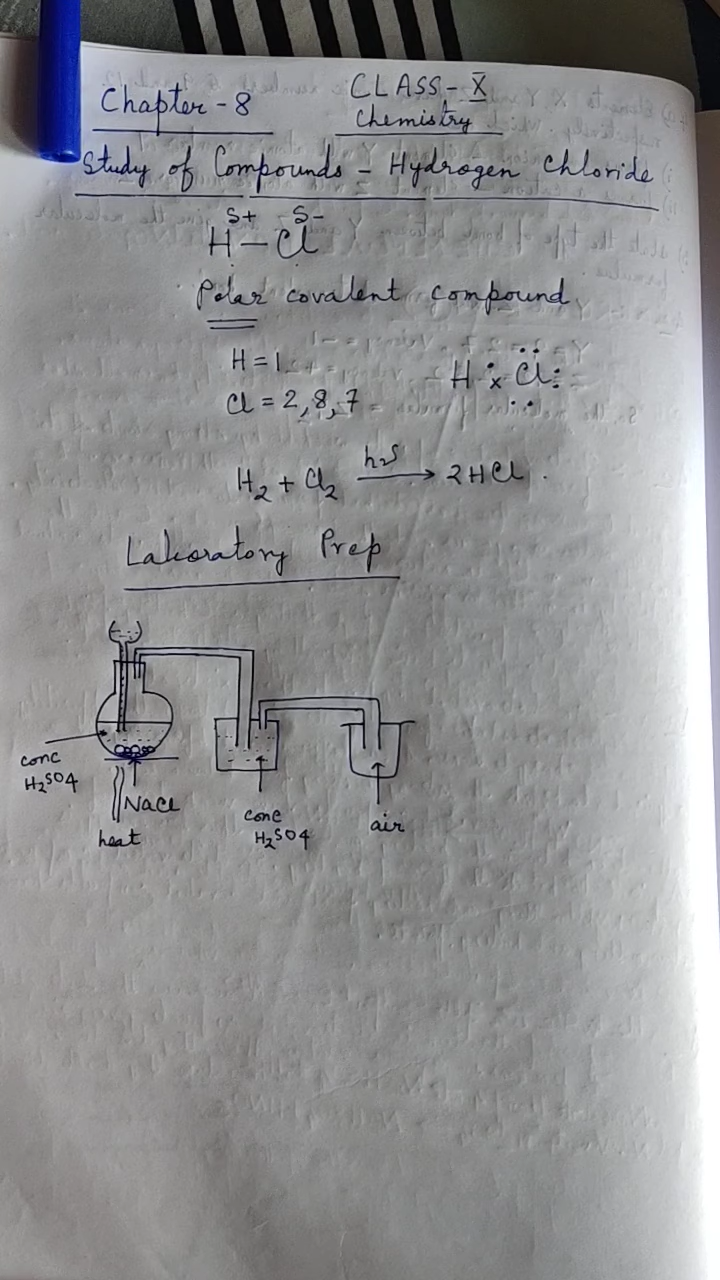 Chapter-8
CLASS-X
Chemistry
Study of Compounds - Hydrogen Chloride
S+ S-
H-Cl
Polar covalent compound
H = 1
Cl = 2,8,7
H x Cl
H2 + Cl2 → 2HCl.
Laboratory Prep
conc
H2SO4
NaCl
heat
conc
H2SO4
air